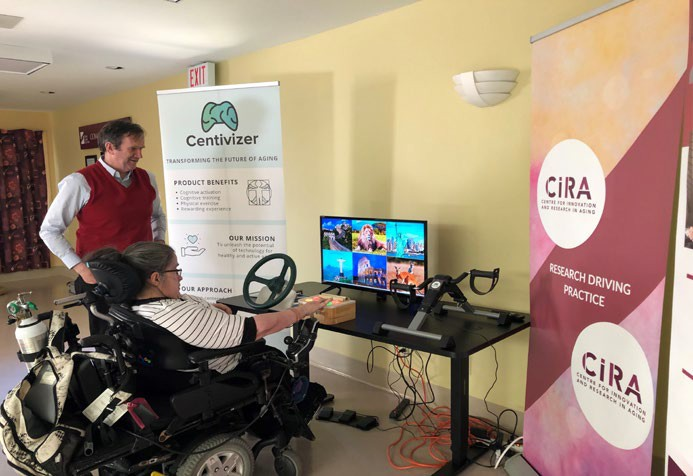 EXIT
Centivizer
TRANSFORMING THE FUTURE OF AGING
PRODUCT BENEFITS
• Cognitive activation
• Cognitive training
• Physical exercise
• Rewarding experience
OUR MISSION
To unleash the potential
of technology for
healthy and active
OUR APPROACH
CiRA
CENTRE FOR INNOVATION
AND RESEARCH IN AGING
RESEARCH DRIVING
PRACTICE
CiRA
CENTRE FOR INNOVATION
AND RESEARCH IN AGING